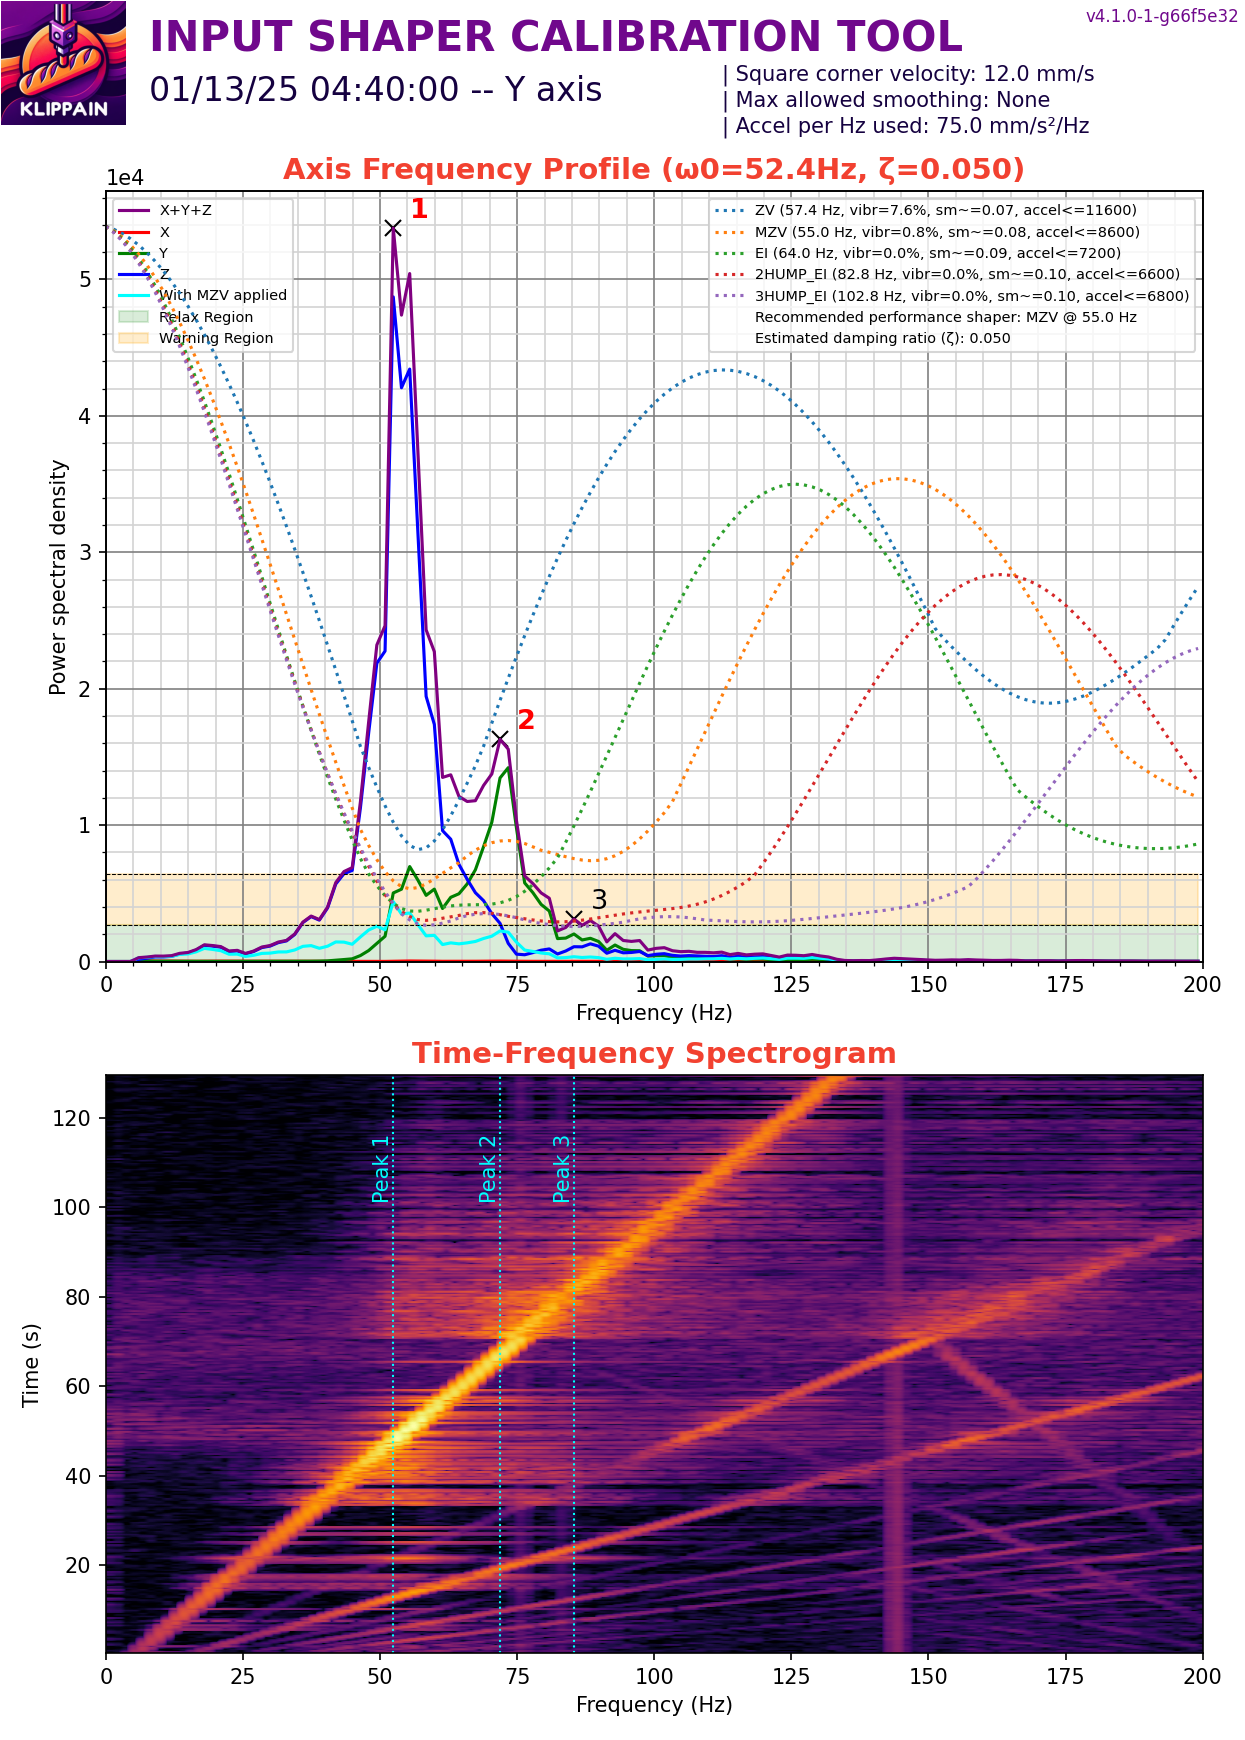 v4.1.0-1-g66f5e32
INPUT SHAPER CALIBRATION TOOL
01/13/25 04:40:00 -- Y axis
| Square corner velocity: 12.0 mm/s
| Max allowed smoothing: None
| Accel per Hz used: 75.0 mm/s²/Hz
KLIPPAIN
Axis Frequency Profile (ω0=52.4Hz, ζ=0.050)
1e4
X+Y+Z
X
Y
Z
With MZV applied
Relax Region
Warning Region
ZV (57.4 Hz, vibr=7.6%, sm~=0.07, accel<=11600)
MZV (55.0 Hz, vibr=0.8%, sm~=0.08, accel<=8600)
EI (64.0 Hz, vibr=0.0%, sm~=0.09, accel<=7200)
2HUMP_EI (82.8 Hz, vibr=0.0%, sm~=0.10, accel<=6600)
3HUMP_EI (102.8 Hz, vibr=0.0%, sm~=0.10, accel<=6800)
Recommended performance shaper: MZV @ 55.0 Hz
Estimated damping ratio (ζ): 0.050
1
2
3
Power spectral density
5
4
3
2
1
0
0 25 50 75 100 125 150 175 200
Frequency (Hz)
Time-Frequency Spectrogram
Peak 1
Peak 2
Peak 3
Time (s)
120
100
80
60
40
20
0 25 50 75 100 125 150 175 200
Frequency (Hz)